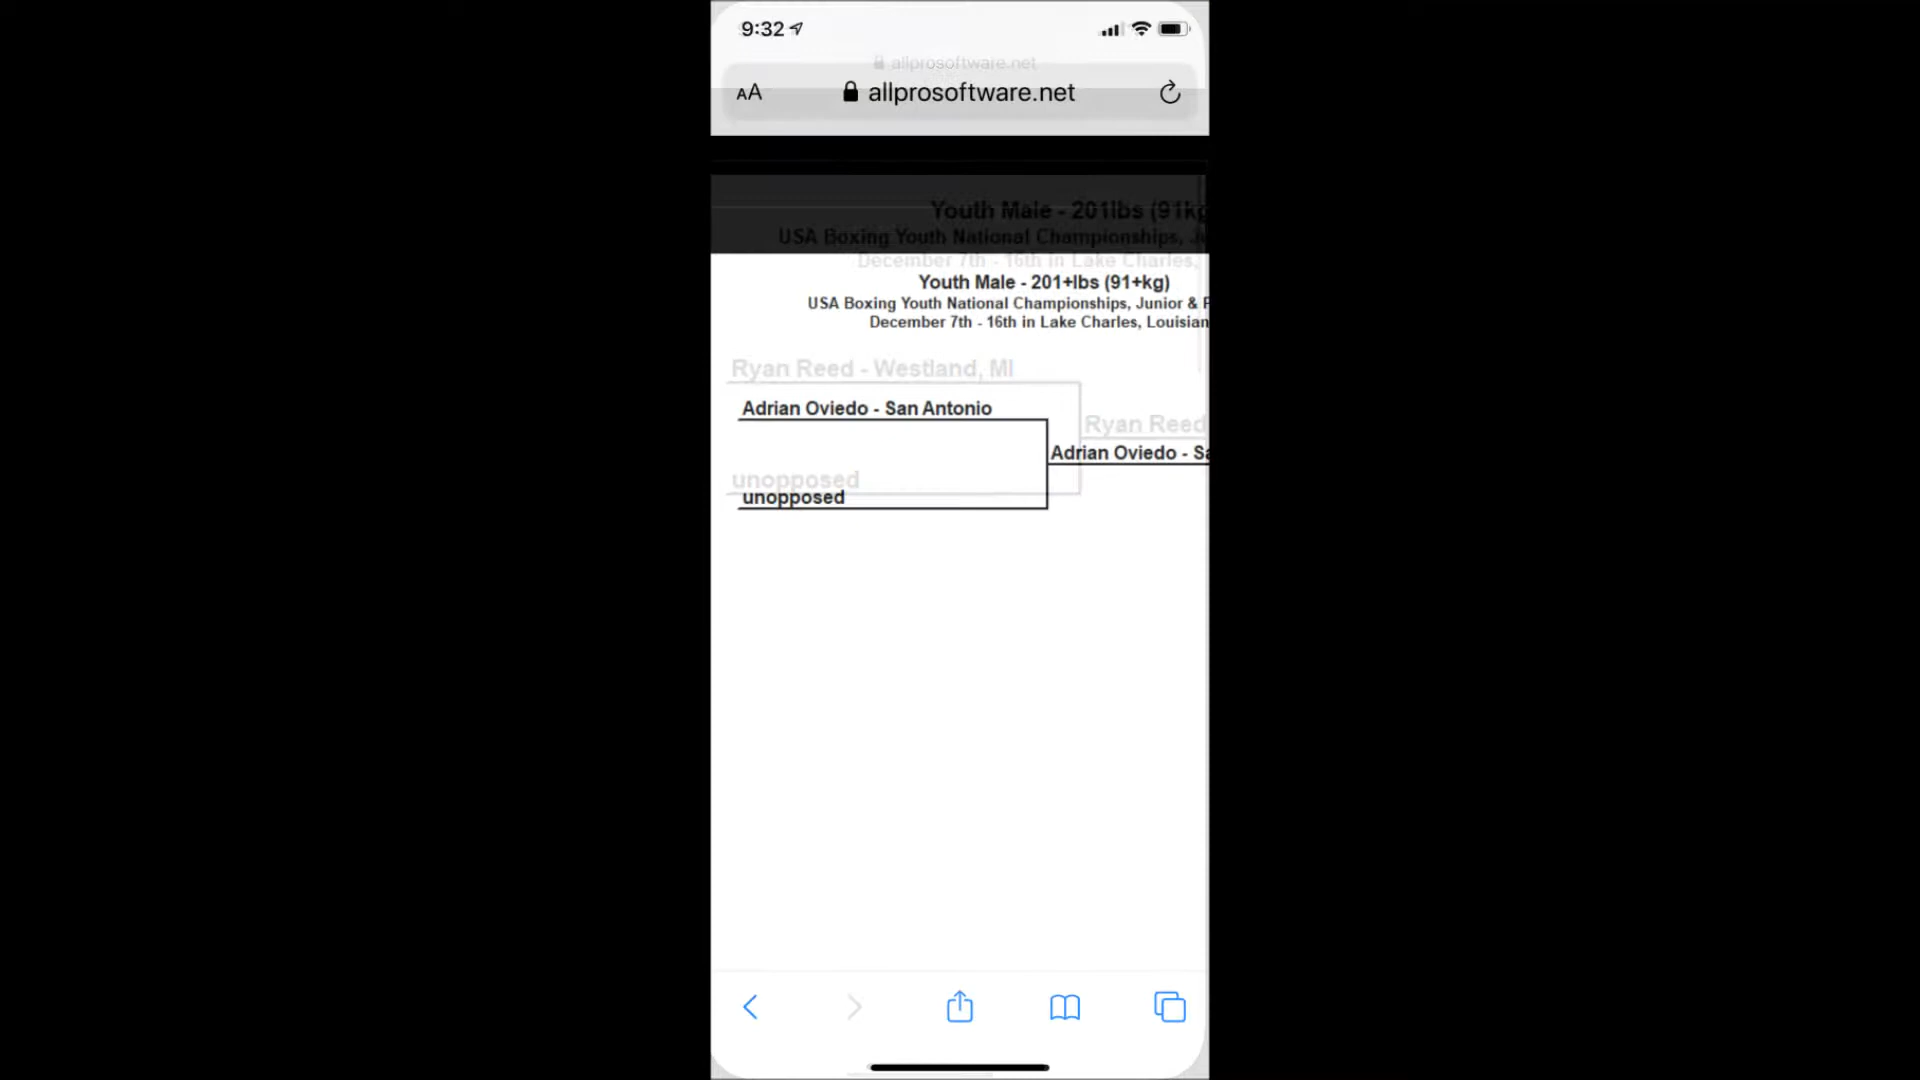 9:32
allprosoftware.net
AA allprosoftware.net
Youth Male - 201lbs (91kg
USA Boxing Youth National Championships,
December 7th - 16th in Lake Charles,
Youth Male - 201+lbs (91+kg)
USA Boxing Youth National Championships, Junior & P
December 7th - 16th in Lake Charles, Louisian
Ryan Reed - Westland, MI
Adrian Oviedo - San Antonio
Ryan Reed
Adrian Oviedo - Sa
unopposed
unopposed